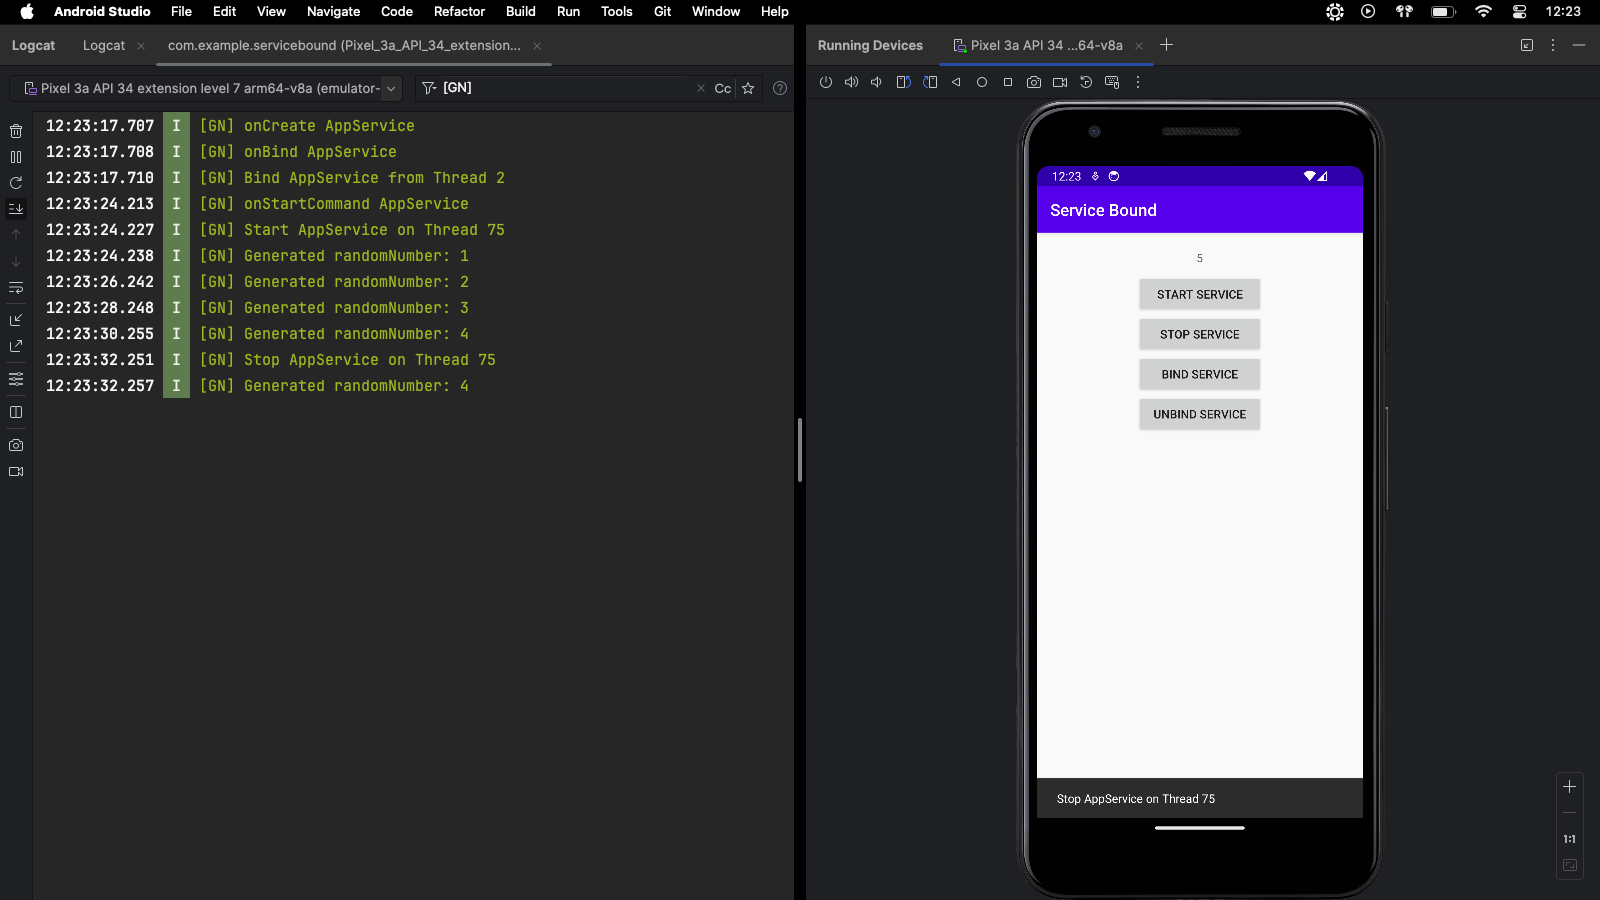 Android Studio File Edit View Navigate Code Refactor Build Run Tools Git Window Help 12:23
Logcat Logcat com.example.servicebound (Pixel_3a_API_34_extension...
Pixel 3a API 34 extension level 7 arm64-v8a (emulator- [GN] Cc
12:23:17.707 I [GN] onCreate AppService
12:23:17.708 I [GN] onBind AppService
12:23:17.710 I [GN] Bind AppService from Thread 2
12:23:24.213 I [GN] onStartCommand AppService
12:23:24.227 I [GN] Start AppService on Thread 75
12:23:24.238 I [GN] Generated randomNumber: 1
12:23:26.242 I [GN] Generated randomNumber: 2
12:23:28.248 I [GN] Generated randomNumber: 3
12:23:30.255 I [GN] Generated randomNumber: 4
12:23:32.251 I [GN] Stop AppService on Thread 75
12:23:32.257 I [GN] Generated randomNumber: 4
Running Devices Pixel 3a API 34 ...64-v8a
12:23
Service Bound
5
START SERVICE
STOP SERVICE
BIND SERVICE
UNBIND SERVICE
Stop AppService on Thread 75
1:1